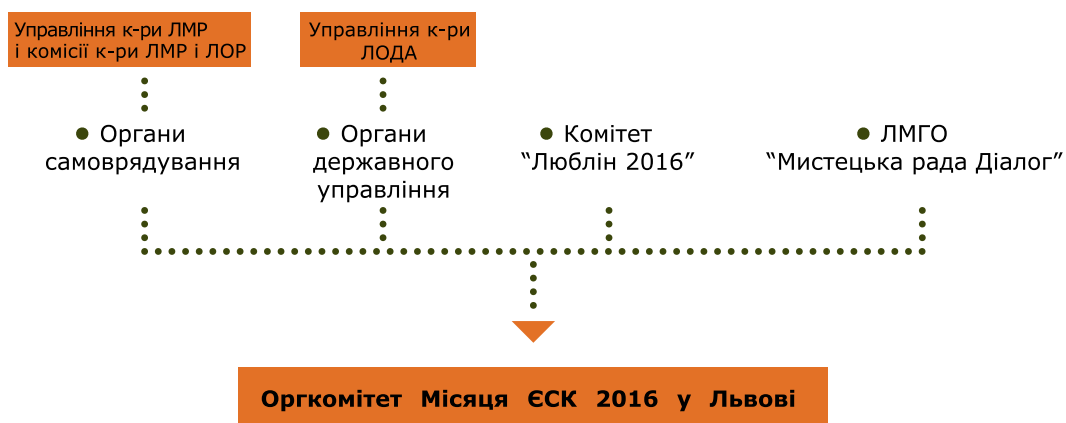 Управління к-ри ЛМР
і комісії к-ри ЛМР і ЛОР
Управління к-ри
ЛОДА
● Органи
самоврядування
● Органи
державного
управління
● Комітет
“Люблін 2016”
● ЛМГО
“Мистецька рада Діалог”
Оргкомітет Місяця ЄСК 2016 у Львові